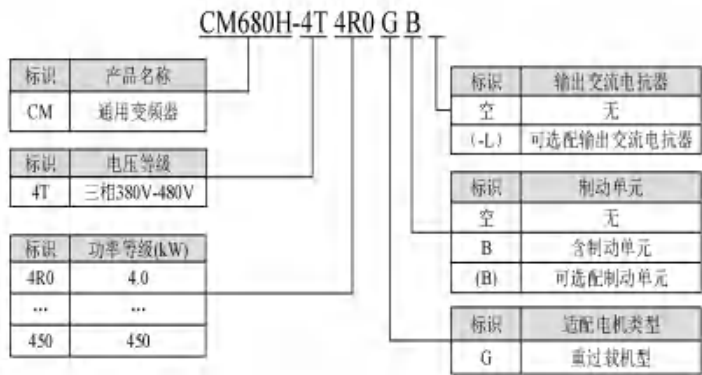 CM680H-4T 4R0 G B
标识 产品名称
CM 通用变频器
标识 电压等级
4T 三相380V-480V
标识 功率等级(kW)
4R0 4.0
... ...
450 450
标识 输出交流电抗器
空 无
(-L) 可选配输出交流电抗器
标识 制动单元
空 无
B 含制动单元
(B) 可选配制动单元
标识 适配电机类型
G 重过载机型